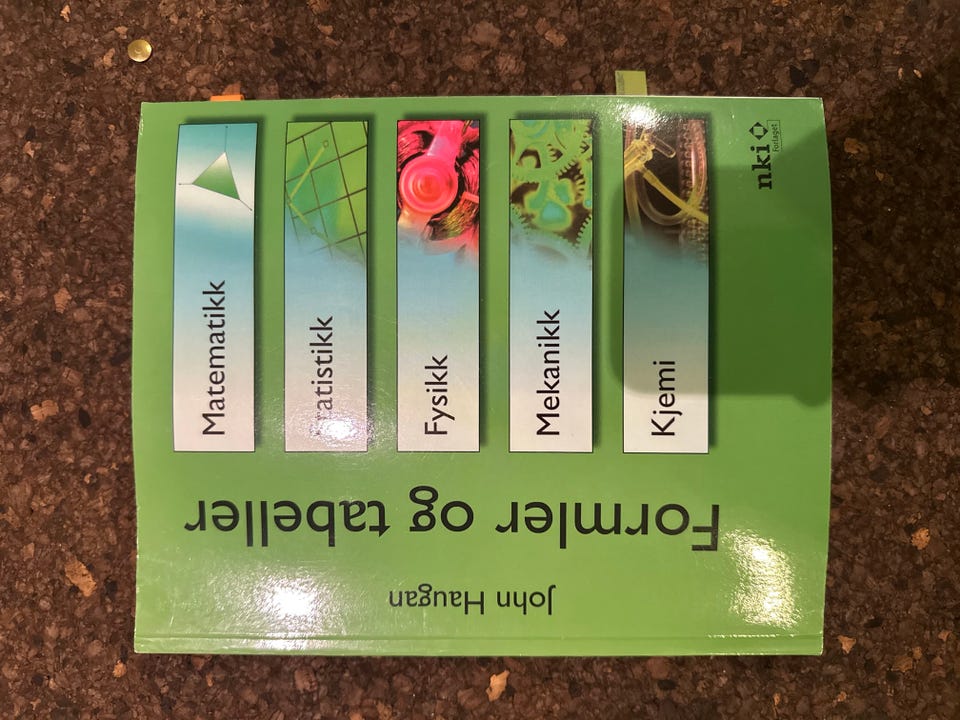 John Haugan
Formler og tabeller
Matematikk
Statistikk
Fysikk
Mekanikk
Kjemi
nki
Forlaget